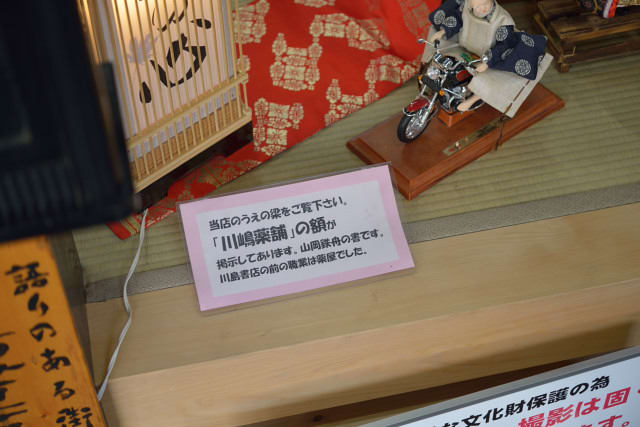 当店のうえの梁をご覧下さい。
「川嶋薬舗」の額が
掲示してあります。山岡鉄舟の書です。
川島書店の前の職業は薬屋でした。
語りのある街
文化財保護の為
撮影は固く